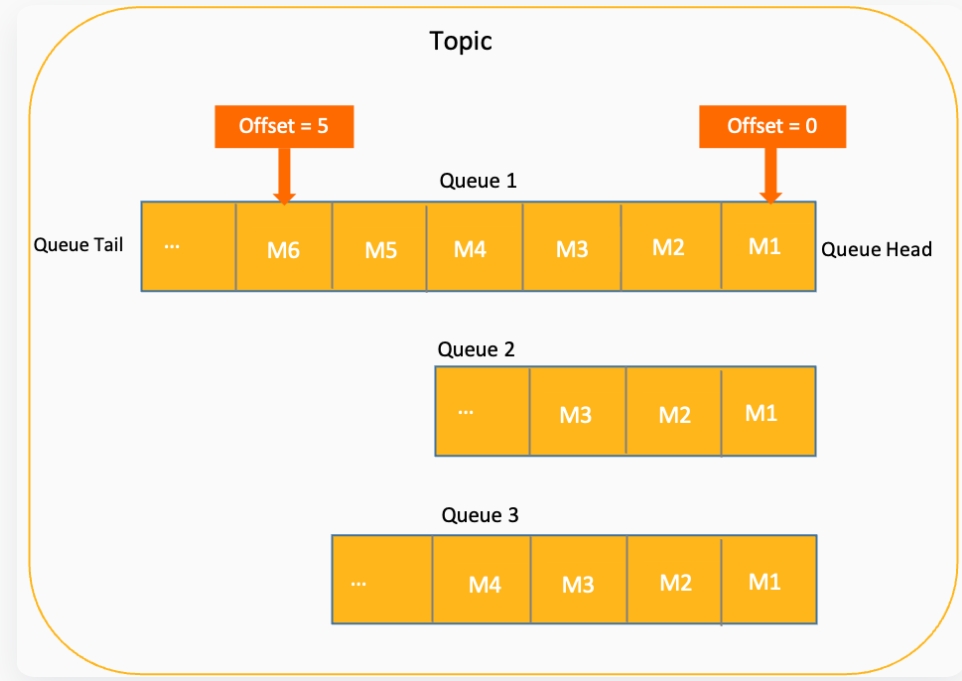 Topic
Offset = 5
Offset = 0
Queue 1
Queue Tail
... M6 M5 M4 M3 M2 M1
Queue Head
Queue 2
... M3 M2 M1
Queue 3
... M4 M3 M2 M1